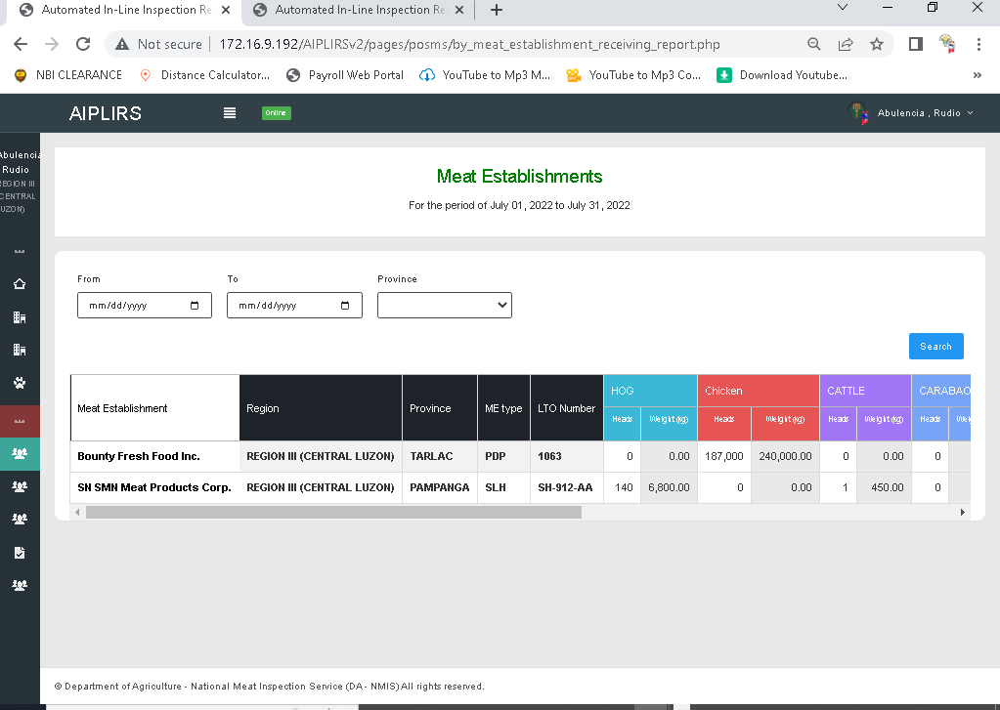 Automated In-Line Inspection Re
Automated In-Line Inspection Re
Not secure | 172.16.9.192/AIPLIRSv2/pages/posms/by_meat_establishment_receiving_report.php
NBI CLEARANCE Distance Calculator... Payroll Web Portal YouTube to Mp3 M... YouTube to Mp3 Co... Download Youtube... »
AIPLIRS Online Abulencia , Rudio
Abulencia
Rudio
REGION III
(CENTRAL
LUZON)
Meat Establishments
For the period of July 01, 2022 to July 31, 2022
From To Province
mm/dd/yyyy mm/dd/yyyy
Search
Meat Establishment Region Province ME type LTO Number HOG Chicken CATTLE CARABAO
Heads Weight (kg) Heads Weight (kg) Heads Weight (kg) Heads Wei
Bounty Fresh Food Inc. REGION III (CENTRAL LUZON) TARLAC PDP 1063 0 0.00 187,000 240,000.00 0 0.00 0
SN SMN Meat Products Corp. REGION III (CENTRAL LUZON) PAMPANGA SLH SH-912-AA 140 6,800.00 0 0.00 1 450.00 0
© Department of Agriculture - National Meat Inspection Service (DA- NMIS) All rights reserved.